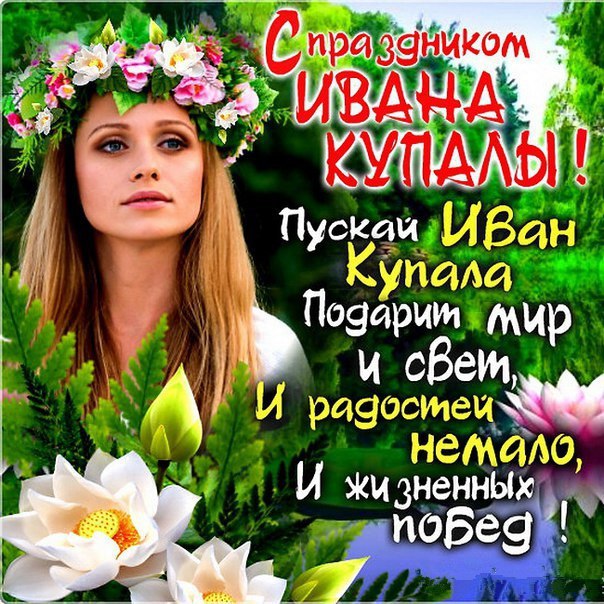 С праздником
ИВАНА
КУПАЛЫ!
Пускай Иван
Купала
Подарит мир
и свет,
И радостей
немало,
И жизненных
побед !